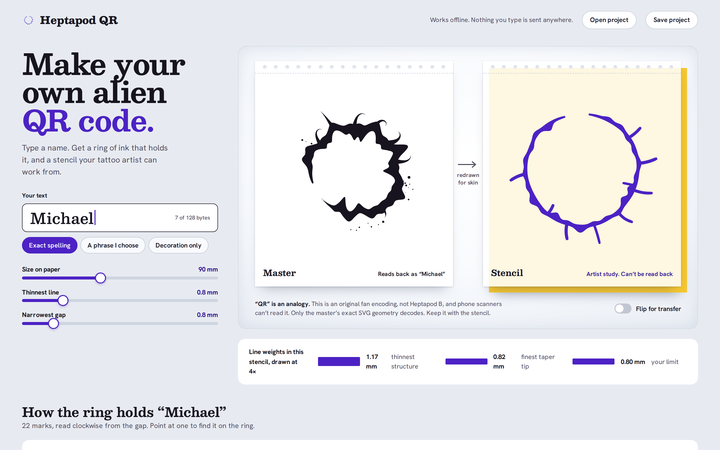 Heptapod QR
Works offline. Nothing you type is sent anywhere.
Open project
Save project
Make your
own alien
QR code.
Type a name. Get a ring of ink that holds
it, and a stencil your tattoo artist can
work from.
Your text
Michael
7 of 128 bytes
Exact spelling
A phrase I choose
Decoration only
Size on paper
90 mm
Thinnest line
0.8 mm
Narrowest gap
0.8 mm
redrawn
for skin
Master
Reads back as “Michael”
Stencil
Artist study. Can’t be read back
“QR” is an analogy. This is an original fan encoding, not Heptapod B, and phone scanners
can’t read it. Only the master’s exact SVG geometry decodes. Keep it with the stencil.
Flip for transfer
Line weights in this
stencil, drawn at
4×
1.17
mm
thinnest
structure
0.82
mm
finest taper
tip
0.80 mm
your limit
How the ring holds “Michael”
22 marks, read clockwise from the gap. Point at one to find it on the ring.